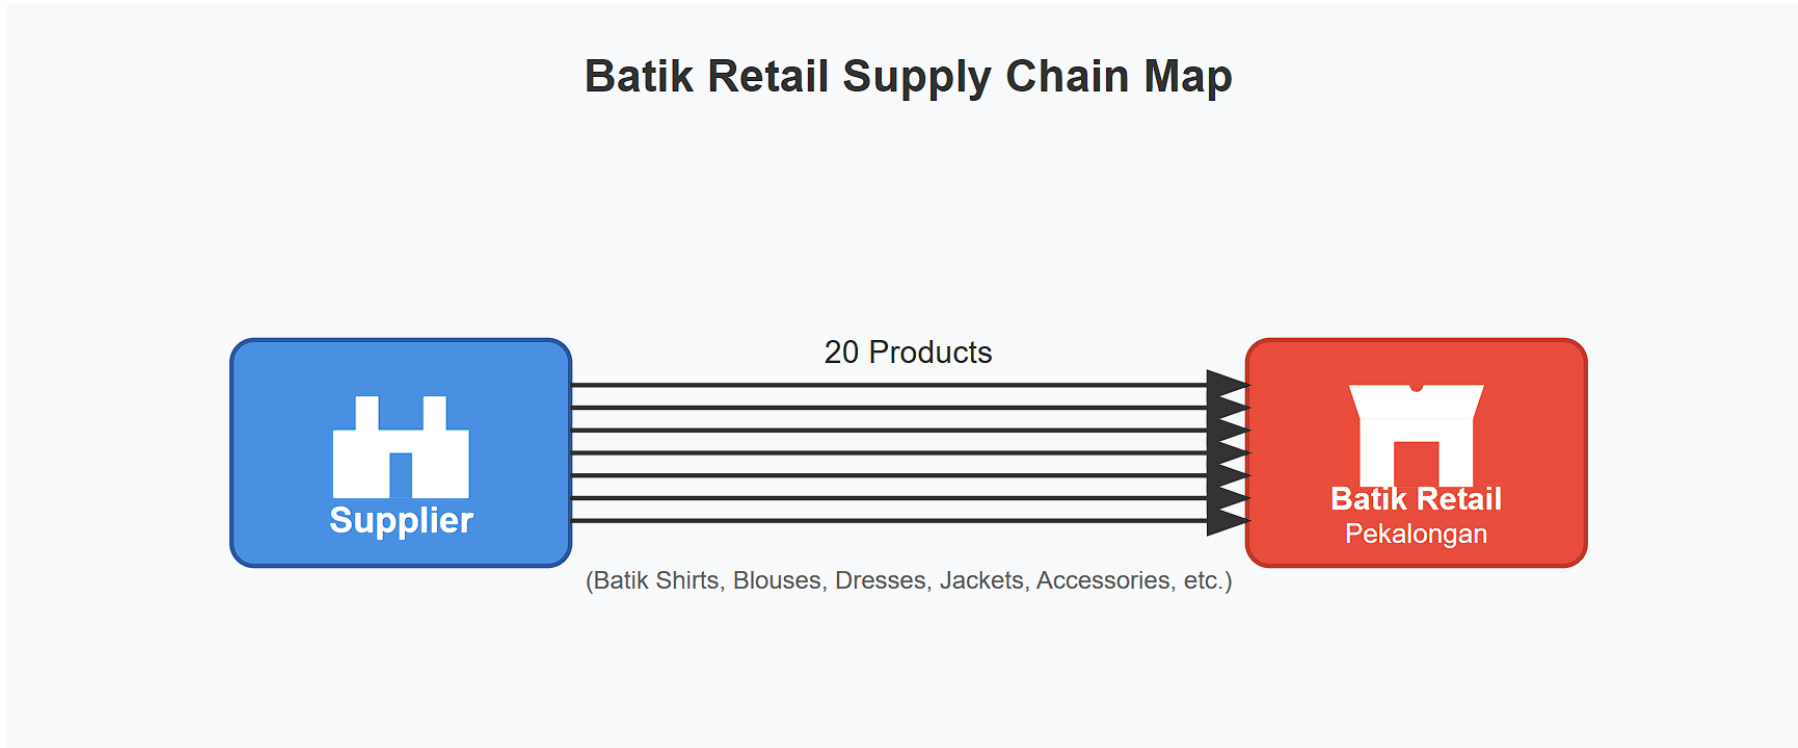 Batik Retail Supply Chain Map
20 Products
Supplier
Batik Retail
Pekalongan
(Batik Shirts, Blouses, Dresses, Jackets, Accessories, etc.)